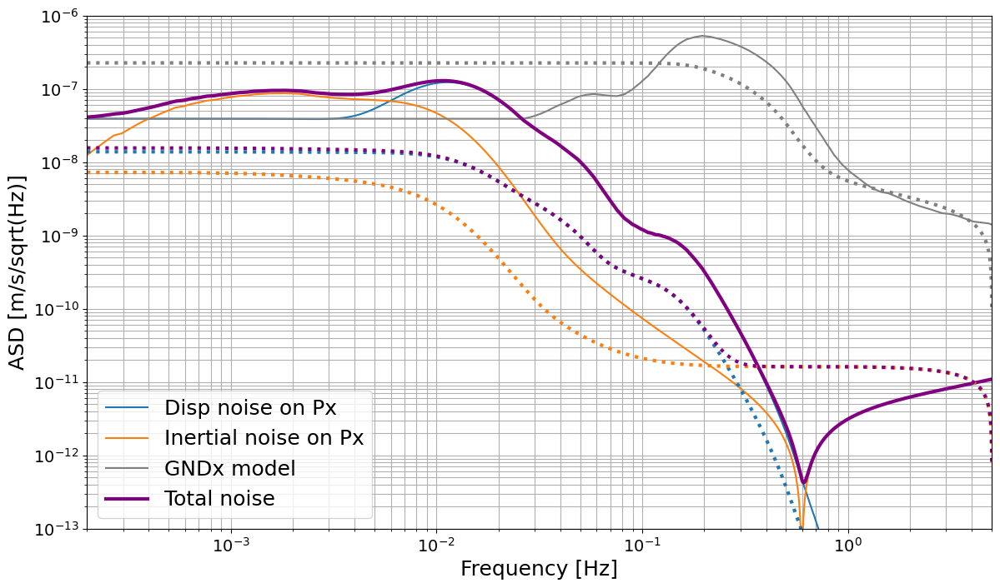 10⁻⁶
10⁻⁷
10⁻⁸
10⁻⁹
10⁻¹⁰
10⁻¹¹
10⁻¹²
10⁻¹³
ASD [m/s/sqrt(Hz)]
Disp noise on Px
Inertial noise on Px
GNDx model
Total noise
10⁻³ 10⁻² 10⁻¹ 10⁰
Frequency [Hz]